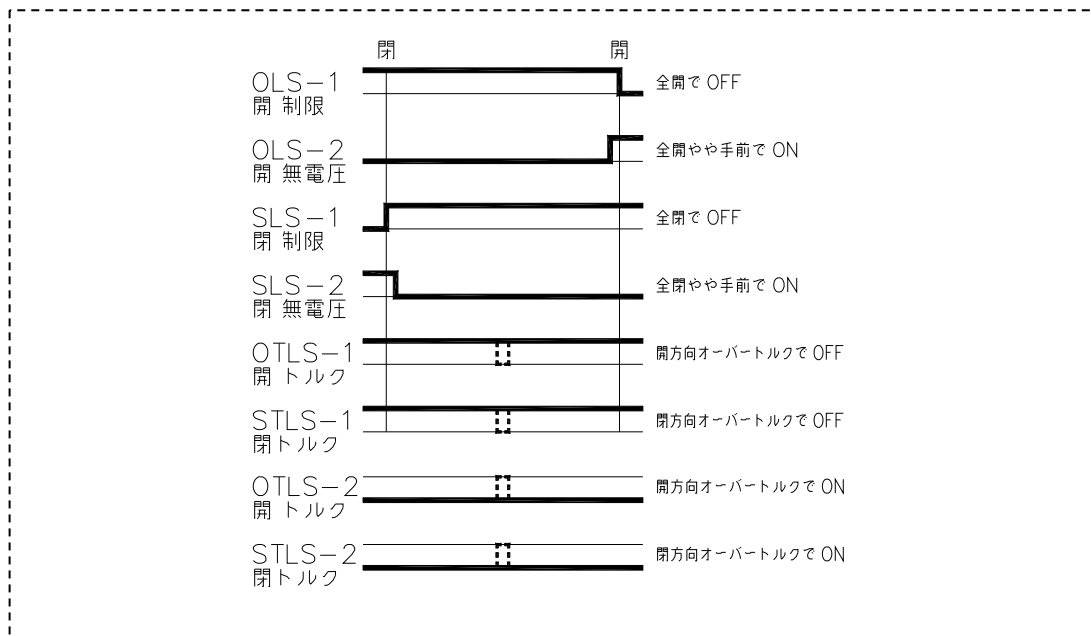 閉 開
OLS-1
開 制限
全開で OFF
OLS-2
開 無電圧
全開やや手前で ON
SLS-1
閉 制限
全閉で OFF
SLS-2
閉 無電圧
全閉やや手前で ON
OTLS-1
開 トルク
開方向オーバートルクで OFF
STLS-1
閉トルク
閉方向オーバートルクで OFF
OTLS-2
開 トルク
開方向オーバートルクで ON
STLS-2
閉トルク
閉方向オーバートルクで ON